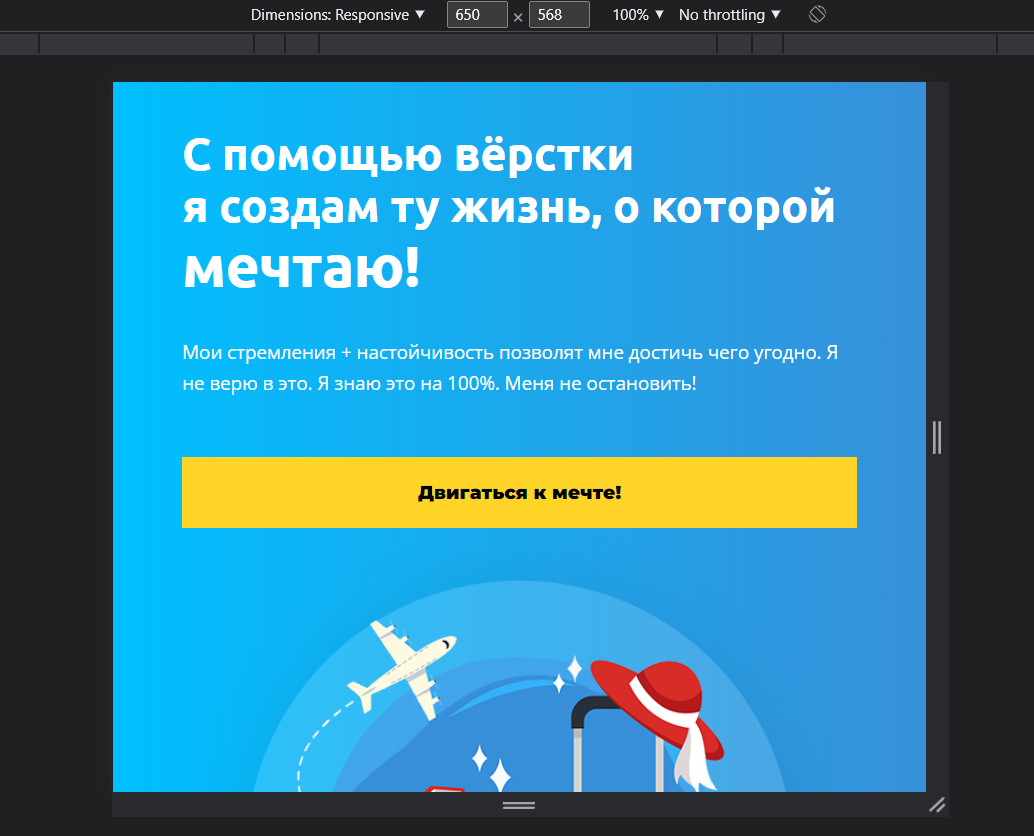 Dimensions: Responsive ▼ 650 × 568 100% ▼ No throttling ▼
С помощью вёрстки
я создам ту жизнь, о которой
мечтаю!
Мои стремления + настойчивость позволят мне достичь чего угодно. Я
не верю в это. Я знаю это на 100%. Меня не остановить!
Двигаться к мечте!